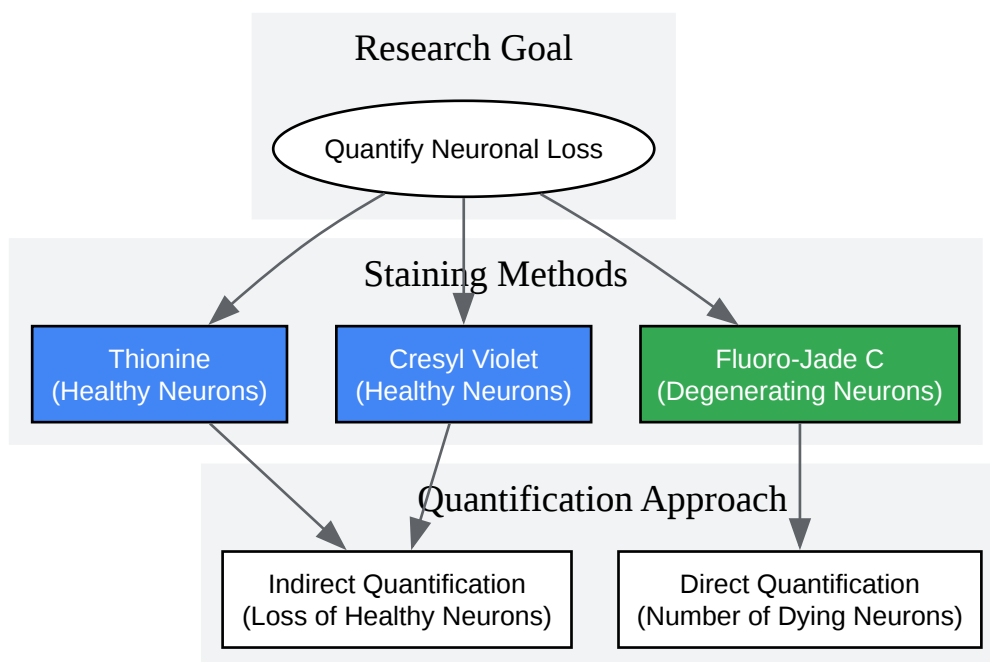 Research Goal
Quantify Neuronal Loss
Staining Methods
Thionine
(Healthy Neurons)
Cresyl Violet
(Healthy Neurons)
Fluoro-Jade C
(Degenerating Neurons)
Quantification Approach
Indirect Quantification
(Loss of Healthy Neurons)
Direct Quantification
(Number of Dying Neurons)